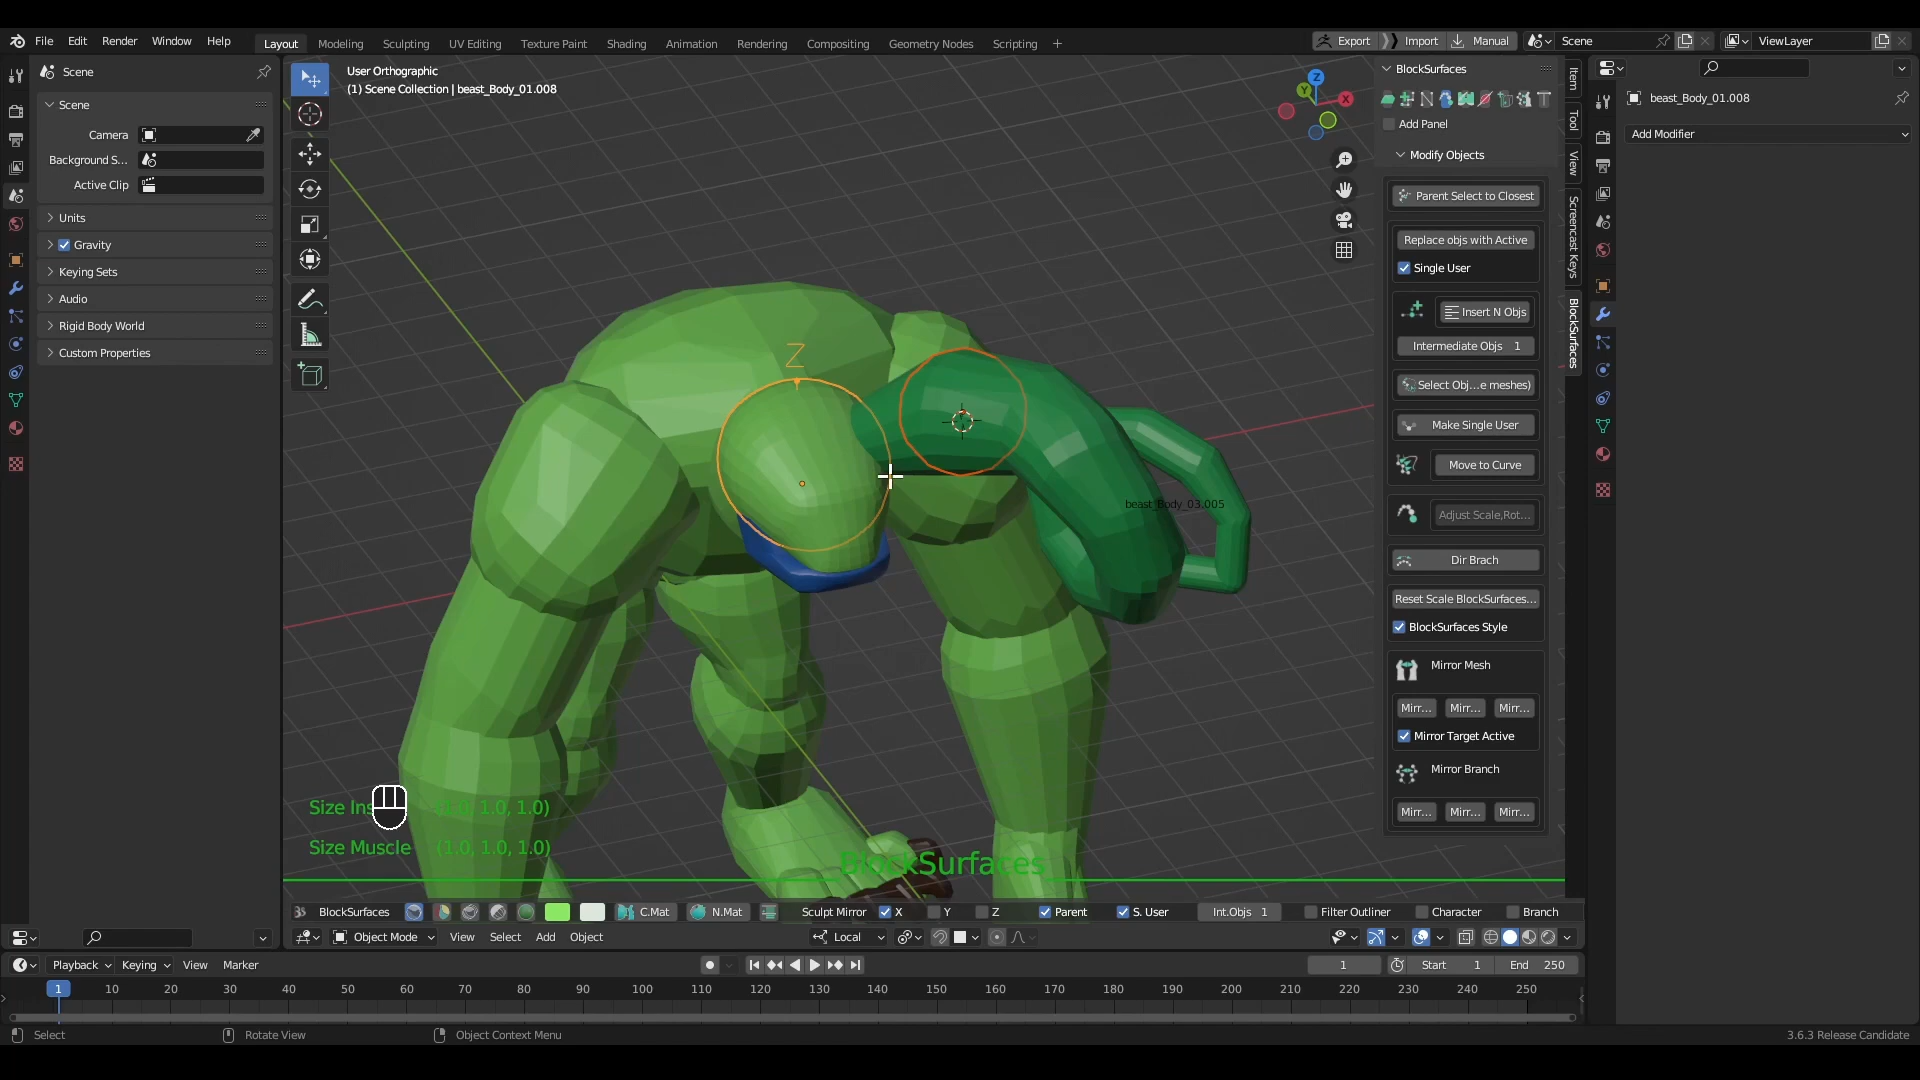 File Edit Render Window Help
Layout Modeling Sculpting UV Editing Texture Paint Shading Animation Rendering Compositing Geometry Nodes Scripting +
Export Import Manual Scene ViewLayer
Scene
Scene
Camera
Background S...
Active Clip
Units
Gravity
Keying Sets
Audio
Rigid Body World
Custom Properties
User Orthographic
(1) Scene Collection | beast_Body_01.008
Z
X
Y
Z
beast_Body_03.005
Size Ins (1.0, 1.0, 1.0)
Size Muscle (1.0, 1.0, 1.0)
BlockSurfaces
BlockSurfaces
Add Panel
Modify Objects
Parent Select to Closest
Replace objs with Active
Single User
Insert N Objs
Intermediate Objs 1
Select Obj...e meshes)
Make Single User
Move to Curve
Adjust Scale,Rot...
Dir Brach
Reset Scale BlockSurfaces...
BlockSurfaces Style
Mirror Mesh
Mirr... Mirr... Mirr...
Mirror Target Active
Mirror Branch
Mirr... Mirr... Mirr...
Item
Tool
View
Screencast Keys
BlockSurfaces
beast_Body_01.008
Add Modifier
BlockSurfaces C.Mat N.Mat Sculpt Mirror X Y Z Parent S. User Int.Objs 1 Filter Outliner Character Branch
Object Mode View Select Add Object Local
Playback Keying View Marker 1 Start 1 End 250
1 10 20 30 40 50 60 70 80 90 100 110 120 130 140 150 160 170 180 190 200 210 220 230 240 250
Select Rotate View Object Context Menu 3.6.3 Release Candidate